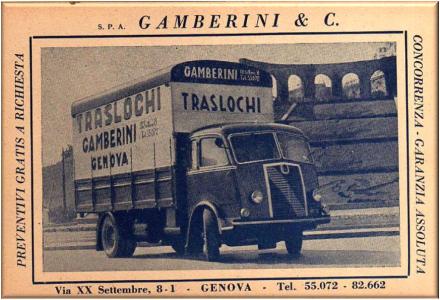 S. P. A. GAMBERINI & C.
PREVENTIVI GRATIS A RICHIESTA
GAMBERINI
TRASLOCHI
TRASLOCHI
GAMBERINI
GENOVA
CONCORRENZA - GARANZIA ASSOLUTA
Via XX Settembre, 8-1 - GENOVA - Tel. 55.072 - 82.662